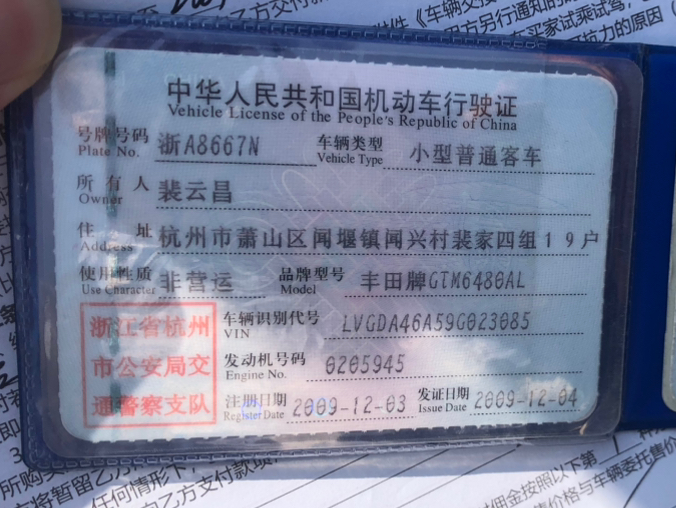 中华人民共和国机动车行驶证
Vehicle License of the People's Republic of China
号牌号码 浙A8667N 车辆类型 小型普通客车
Plate No. Vehicle Type
所有人 裴云昌
Owner
住址 杭州市萧山区闻堰镇闻兴村裴家四组19户
Address
使用性质 非营运 品牌型号 丰田牌GTM6480AL
Use Character Model
浙江省杭州
市公安局交
通警察支队
车辆识别代号 LVGDA46A59G023085
VIN
发动机号码 0205945
Engine No.
注册日期 2009-12-03 发证日期 2009-12-04
Register Date Issue Date